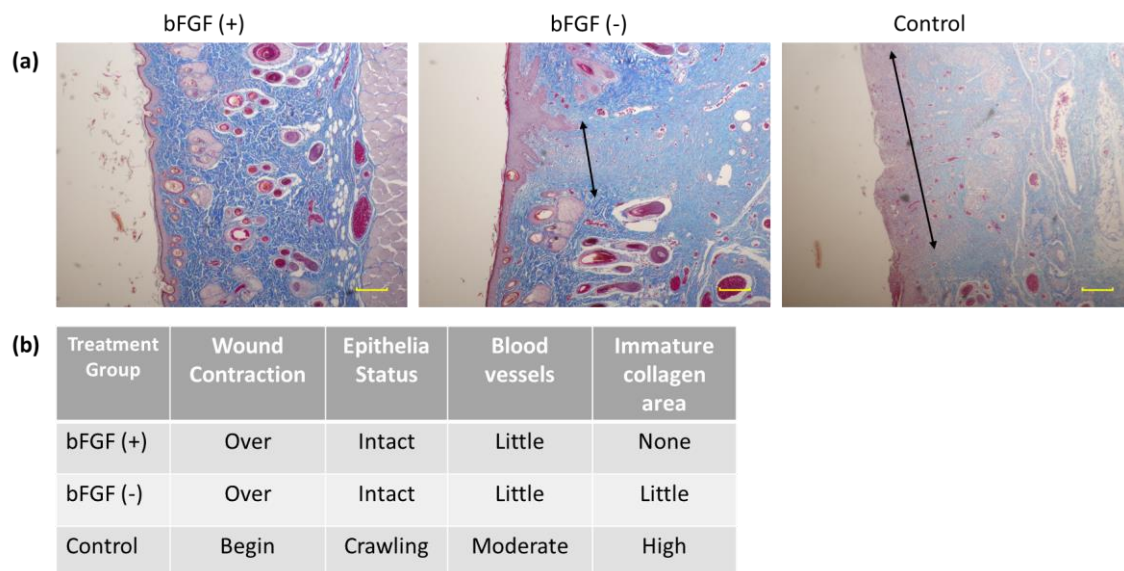 bFGF (+) bFGF (-) Control
(a)
(b)
Treatment Group Wound Contraction Epithelia Status Blood vessels Immature collagen area
bFGF (+) Over Intact Little None
bFGF (-) Over Intact Little Little
Control Begin Crawling Moderate High